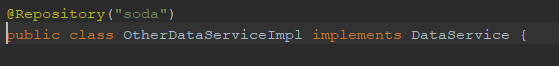 @Repository("soda")
public class OtherDataServiceImpl implements DataService {